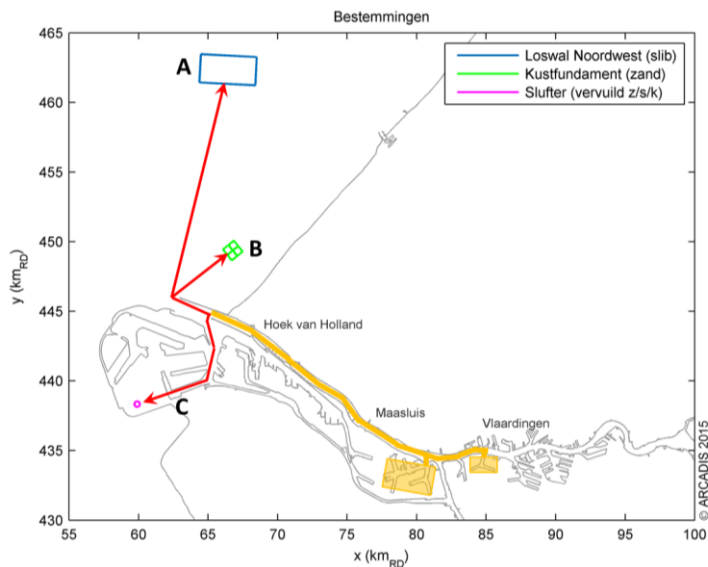 Bestemmingen
465
460
455
450
445
440
435
430
y (km_RD)
A
B
C
Loswal Noordwest (slib)
Kustfundament (zand)
Slufter (vervuild z/s/k)
Hoek van Holland
Maasluis
Vlaardingen
55 60 65 70 75 80 85 90 95 100
x (km_RD)
© ARCADIS 2015